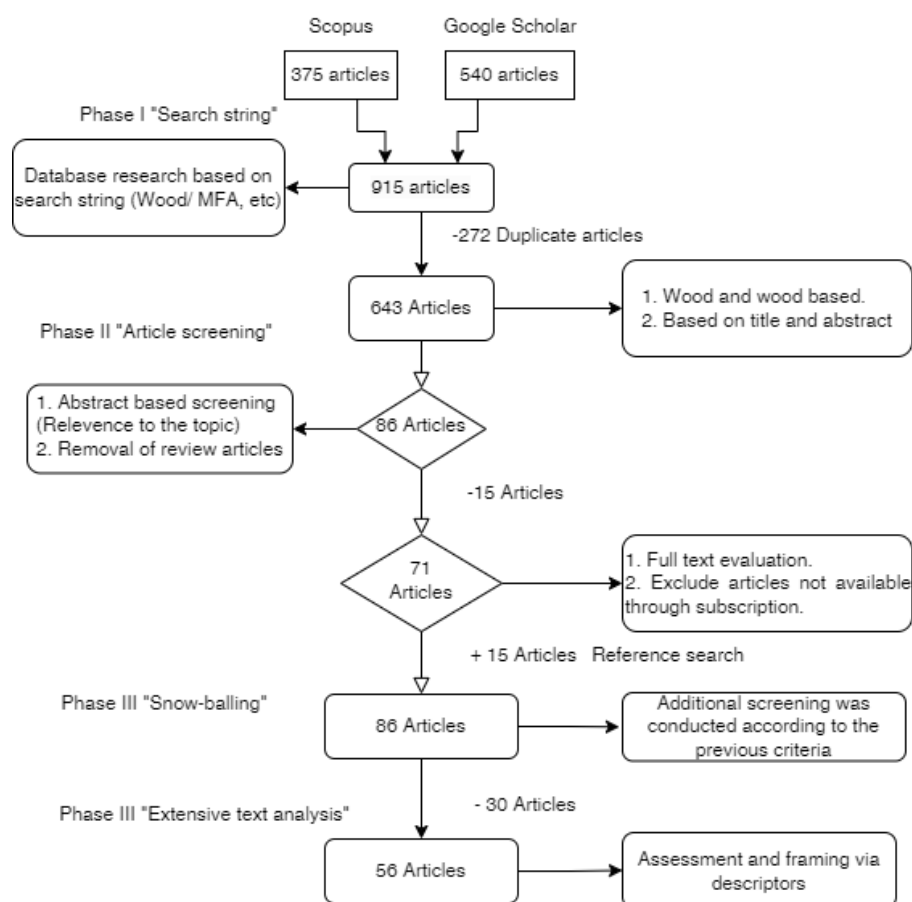 Scopus
Google Scholar
375 articles
540 articles
Phase I "Search string"
Database research based on
search string (Wood/ MFA, etc)
915 articles
-272 Duplicate articles
643 Articles
1. Wood and wood based.
2. Based on title and abstract
Phase II "Article screening"
1. Abstract based screening
(Relevence to the topic)
2. Removal of review articles
86 Articles
-15 Articles
71
Articles
1. Full text evaluation.
2. Exclude articles not available
through subscription.
+ 15 Articles Reference search
Phase III "Snow-balling"
86 Articles
Additional screening was
conducted according to the
previous criteria
- 30 Articles
Phase III "Extensive text analysis"
56 Articles
Assessment and framing via
descriptors